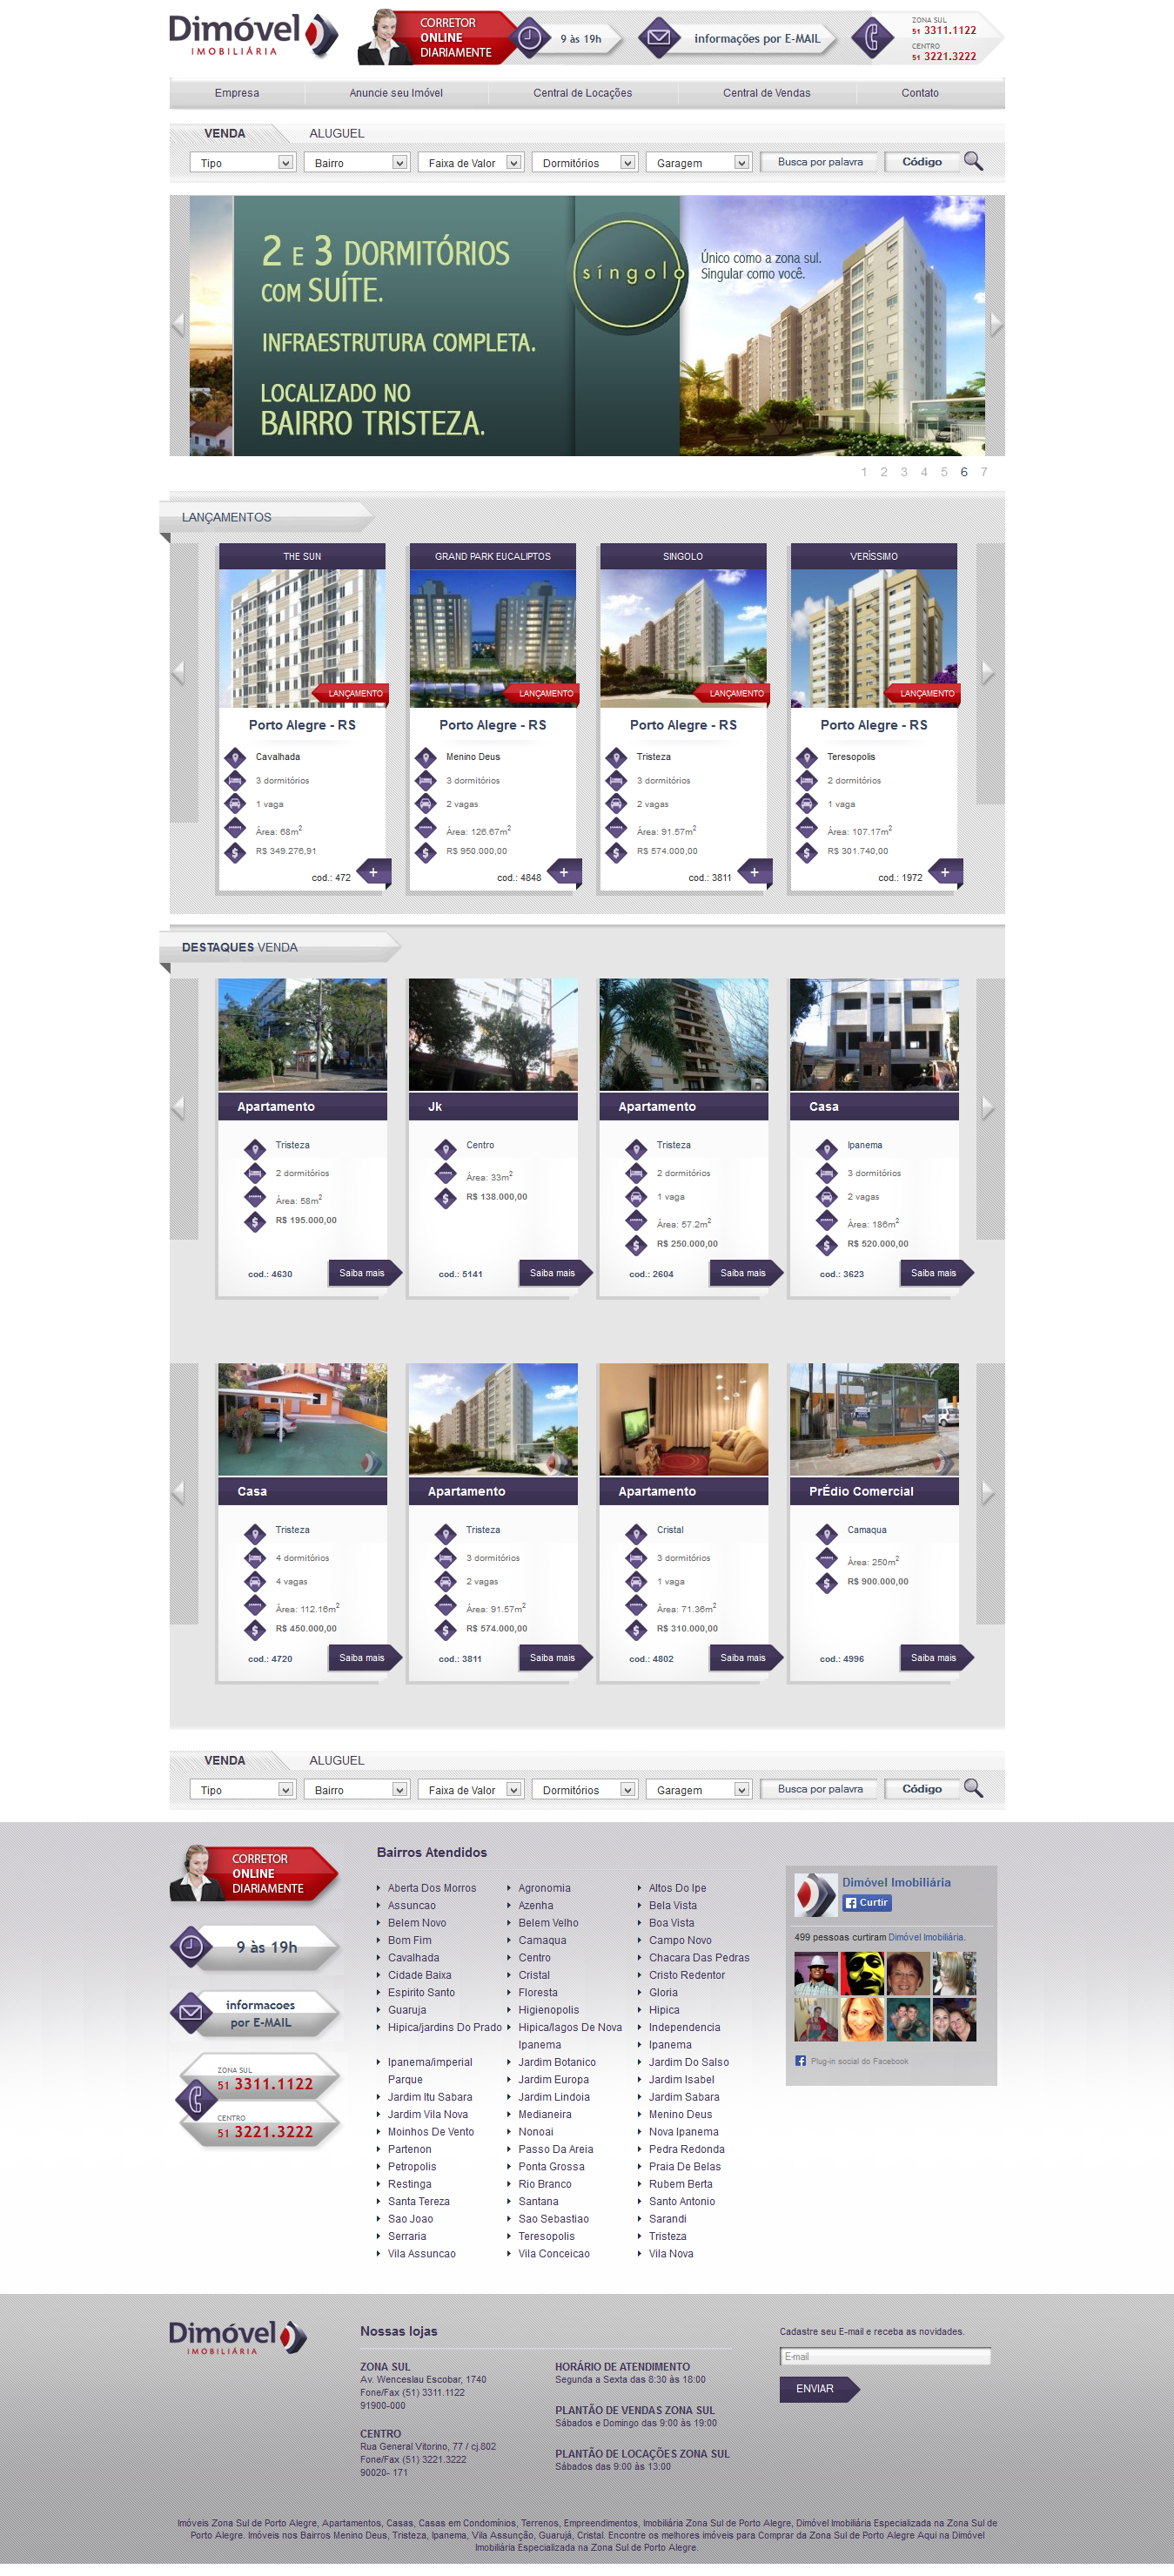 Dimóvel
IMOBILIÁRIA
CORRETOR
ONLINE
DIARIAMENTE
9 às 19h
informações por E-MAIL
ZONA SUL
51 3311.1122
CENTRO
51 3221.3222
Empresa
Anuncie seu Imóvel
Central de Locações
Central de Vendas
Contato
VENDA
ALUGUEL
Tipo
Bairro
Faixa de Valor
Dormitórios
Garagem
Busca por palavra
Código
2 E 3 DORMITÓRIOS
COM SUÍTE.
INFRAESTRUTURA COMPLETA.
LOCALIZADO NO
BAIRRO TRISTEZA.
síngolo
Único como a zona sul.
Singular como você.
1 2 3 4 5 6 7
LANÇAMENTOS
THE SUN
LANÇAMENTO
Porto Alegre - RS
Cavalhada
3 dormitórios
1 vaga
Área: 68m2
R$ 349.276,91
cod.: 472
+
GRAND PARK EUCALIPTOS
LANÇAMENTO
Porto Alegre - RS
Menino Deus
3 dormitórios
2 vagas
Área: 126.67m2
R$ 950.000,00
cod.: 4848
+
SINGOLO
LANÇAMENTO
Porto Alegre - RS
Tristeza
3 dormitórios
2 vagas
Área: 91.57m2
R$ 574.000,00
cod.: 3811
+
VERÍSSIMO
LANÇAMENTO
Porto Alegre - RS
Teresopolis
2 dormitórios
1 vaga
Área: 107.17m2
R$ 301.740,00
cod.: 1972
+
DESTAQUES VENDA
Apartamento
Tristeza
2 dormitórios
Área: 58m2
R$ 195.000,00
cod.: 4630
Saiba mais
Jk
Centro
Área: 33m2
R$ 138.000,00
cod.: 5141
Saiba mais
Apartamento
Tristeza
2 dormitórios
1 vaga
Área: 57.2m2
R$ 250.000,00
cod.: 2604
Saiba mais
Casa
Ipanema
3 dormitórios
2 vagas
Área: 186m2
R$ 520.000,00
cod.: 3623
Saiba mais
Casa
Tristeza
4 dormitórios
4 vagas
Área: 112.16m2
R$ 450.000,00
cod.: 4720
Saiba mais
Apartamento
Tristeza
3 dormitórios
2 vagas
Área: 91.57m2
R$ 574.000,00
cod.: 3811
Saiba mais
Apartamento
Cristal
3 dormitórios
1 vaga
Área: 71.36m2
R$ 310.000,00
cod.: 4802
Saiba mais
PrÉdio Comercial
Camaqua
Área: 250m2
R$ 900.000,00
cod.: 4996
Saiba mais
VENDA
ALUGUEL
Tipo
Bairro
Faixa de Valor
Dormitórios
Garagem
Busca por palavra
Código
CORRETOR
ONLINE
DIARIAMENTE
9 às 19h
informacoes
por E-MAIL
ZONA SUL
51 3311.1122
CENTRO
51 3221.3222
Bairros Atendidos
Aberta Dos Morros
Agronomia
Altos Do Ipe
Assuncao
Azenha
Bela Vista
Belem Novo
Belem Velho
Boa Vista
Bom Fim
Camaqua
Campo Novo
Cavalhada
Centro
Chacara Das Pedras
Cidade Baixa
Cristal
Cristo Redentor
Espirito Santo
Floresta
Gloria
Guaruja
Higienopolis
Hipica
Hipica/jardins Do Prado
Hipica/lagos De Nova
Ipanema
Independencia
Ipanema
Ipanema/imperial
Parque
Jardim Botanico
Jardim Do Salso
Jardim Europa
Jardim Isabel
Jardim Itu Sabara
Jardim Lindoia
Jardim Sabara
Jardim Vila Nova
Medianeira
Menino Deus
Moinhos De Vento
Nonoai
Nova Ipanema
Partenon
Passo Da Areia
Pedra Redonda
Petropolis
Ponta Grossa
Praia De Belas
Restinga
Rio Branco
Rubem Berta
Santa Tereza
Santana
Santo Antonio
Sao Joao
Sao Sebastiao
Sarandi
Serraria
Teresopolis
Tristeza
Vila Assuncao
Vila Conceicao
Vila Nova
Dimóvel Imobiliária
Curtir
499 pessoas curtiram Dimóvel Imobiliária.
Plug-in social do Facebook
Dimóvel
IMOBILIÁRIA
Nossas lojas
ZONA SUL
Av. Wenceslau Escobar, 1740
Fone/Fax (51) 3311.1122
91900-000
CENTRO
Rua General Vitorino, 77 / cj.802
Fone/Fax (51) 3221.3222
90020- 171
HORÁRIO DE ATENDIMENTO
Segunda a Sexta das 8:30 às 18:00
PLANTÃO DE VENDAS ZONA SUL
Sábados e Domingo das 9:00 às 19:00
PLANTÃO DE LOCAÇÕES ZONA SUL
Sábados das 9:00 às 13:00
Cadastre seu E-mail e receba as novidades.
E-mail
ENVIAR
Imóveis Zona Sul de Porto Alegre, Apartamentos, Casas, Casas em Condomínios, Terrenos, Empreendimentos, Imobiliária Zona Sul de Porto Alegre, Dimóvel Imobiliária Especializada na Zona Sul de
Porto Alegre. Imóveis nos Bairros Menino Deus, Tristeza, Ipanema, Vila Assunção, Guarujá, Cristal. Encontre os melhores imóveis para Comprar da Zona Sul de Porto Alegre Aqui na Dimóvel
Imobiliária Especializada na Zona Sul de Porto Alegre.